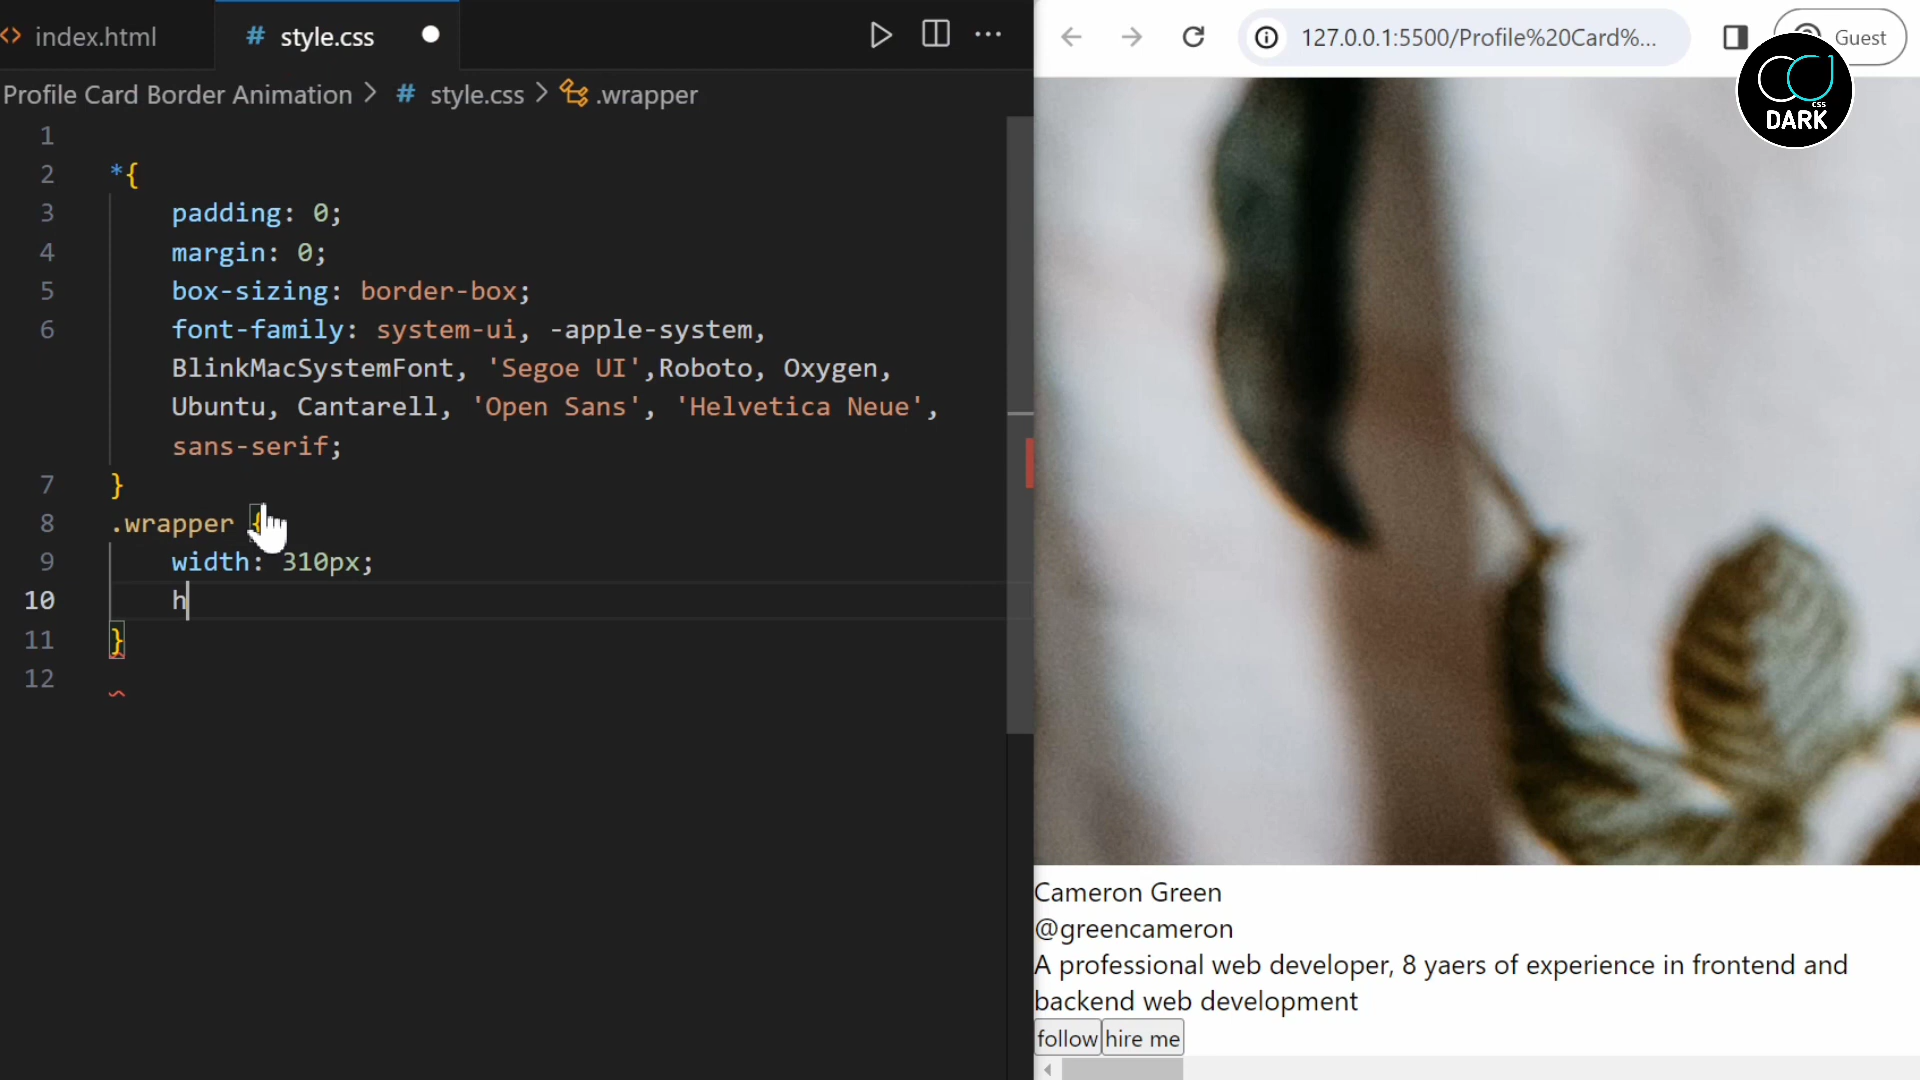 index.html
# style.css
127.0.0.1:5500/Profile%20Card%...
Guest
css
DARK
Profile Card Border Animation > # style.css > .wrapper
1
2 *{
3 padding: 0;
4 margin: 0;
5 box-sizing: border-box;
6 font-family: system-ui, -apple-system,
BlinkMacSystemFont, 'Segoe UI',Roboto, Oxygen,
Ubuntu, Cantarell, 'Open Sans', 'Helvetica Neue',
sans-serif;
7 }
8 .wrapper {
9 width: 310px;
10 h
11 }
12
Cameron Green
@greencameron
A professional web developer, 8 yaers of experience in frontend and
backend web development
follow hire me